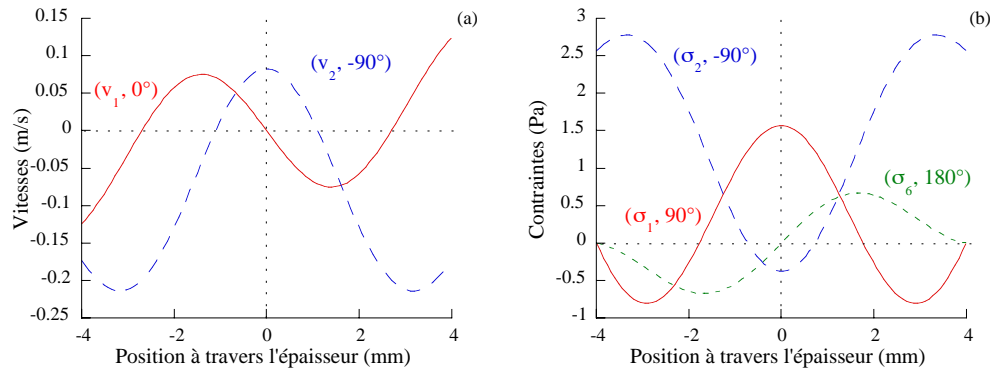 (a)
0.15
0.1
0.05
0
-0.05
-0.1
-0.15
-0.2
-0.25
Vitesses (m/s)
(v1, 0°)
(v2, -90°)
-4 -2 0 2 4
Position à travers l'épaisseur (mm)
(b)
3
2.5
2
1.5
1
0.5
0
-0.5
-1
Contraintes (Pa)
(σ2, -90°)
(σ6, 180°)
(σ1, 90°)
-4 -2 0 2 4
Position à travers l'épaisseur (mm)